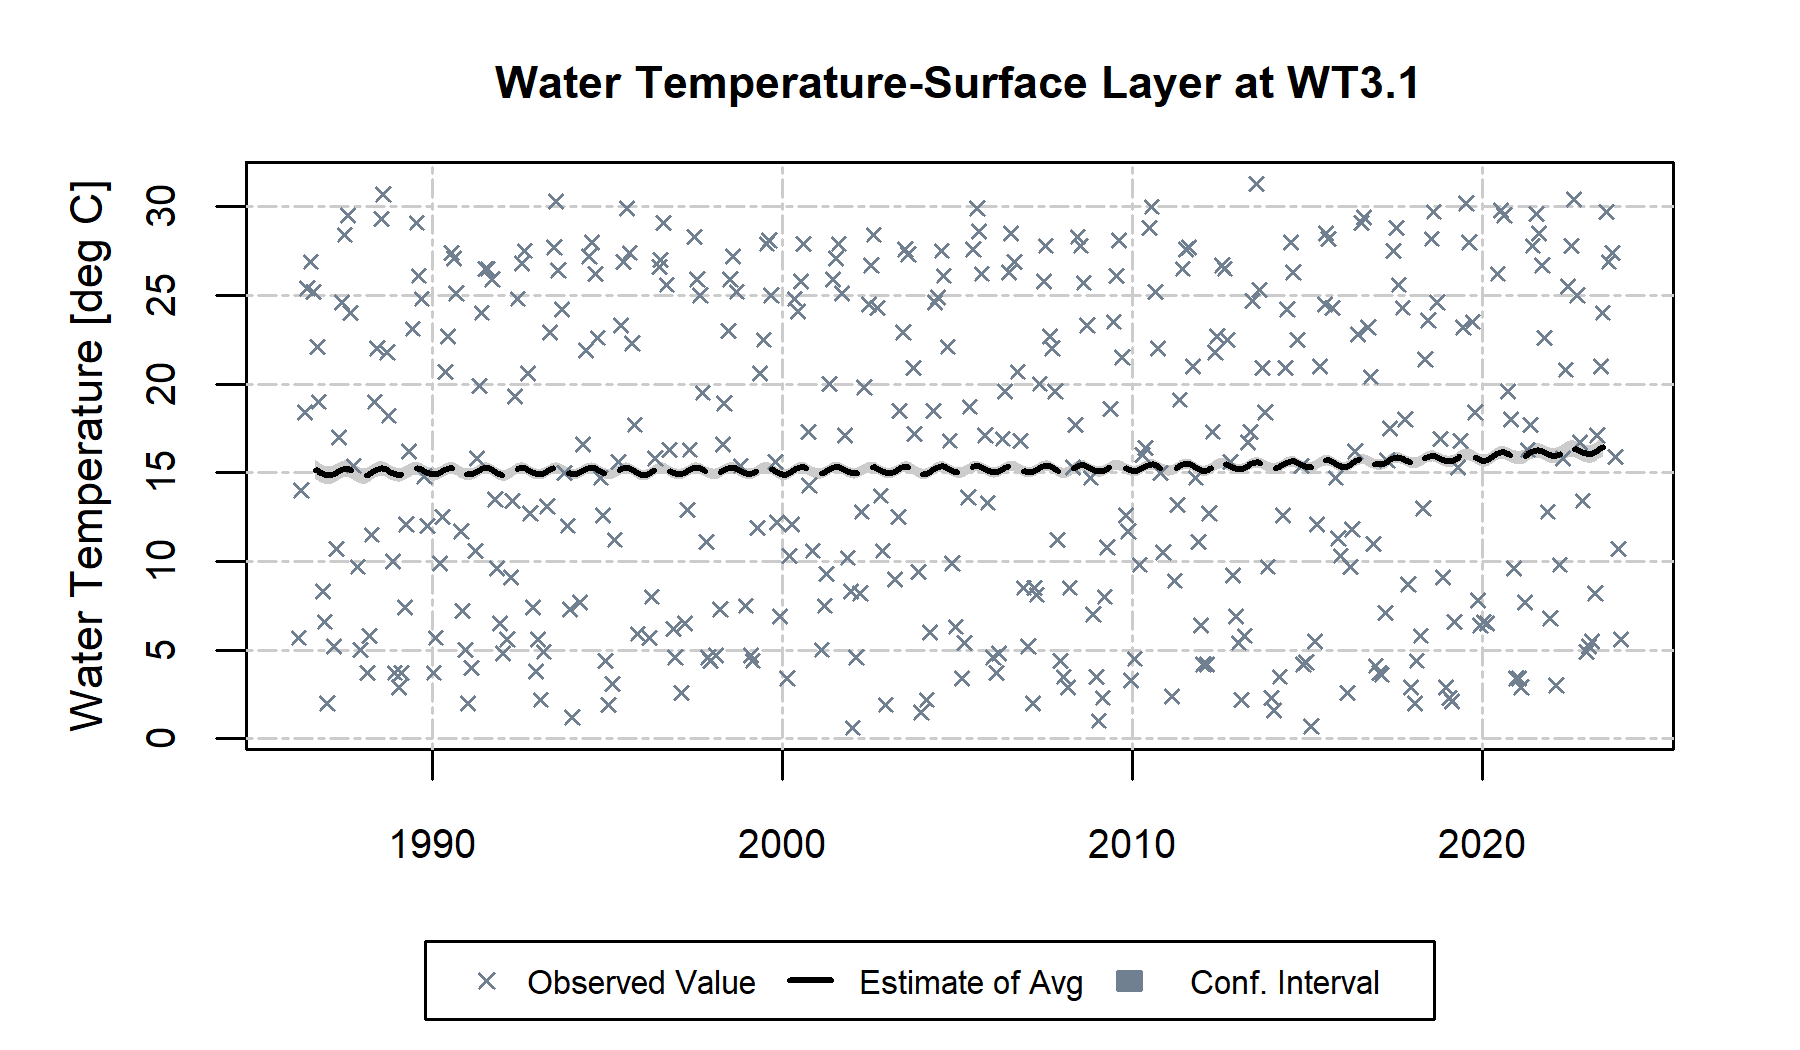 Water Temperature-Surface Layer at WT3.1
Water Temperature [deg C]
30
25
20
15
10
5
0
1990 2000 2010 2020
Observed Value Estimate of Avg Conf. Interval